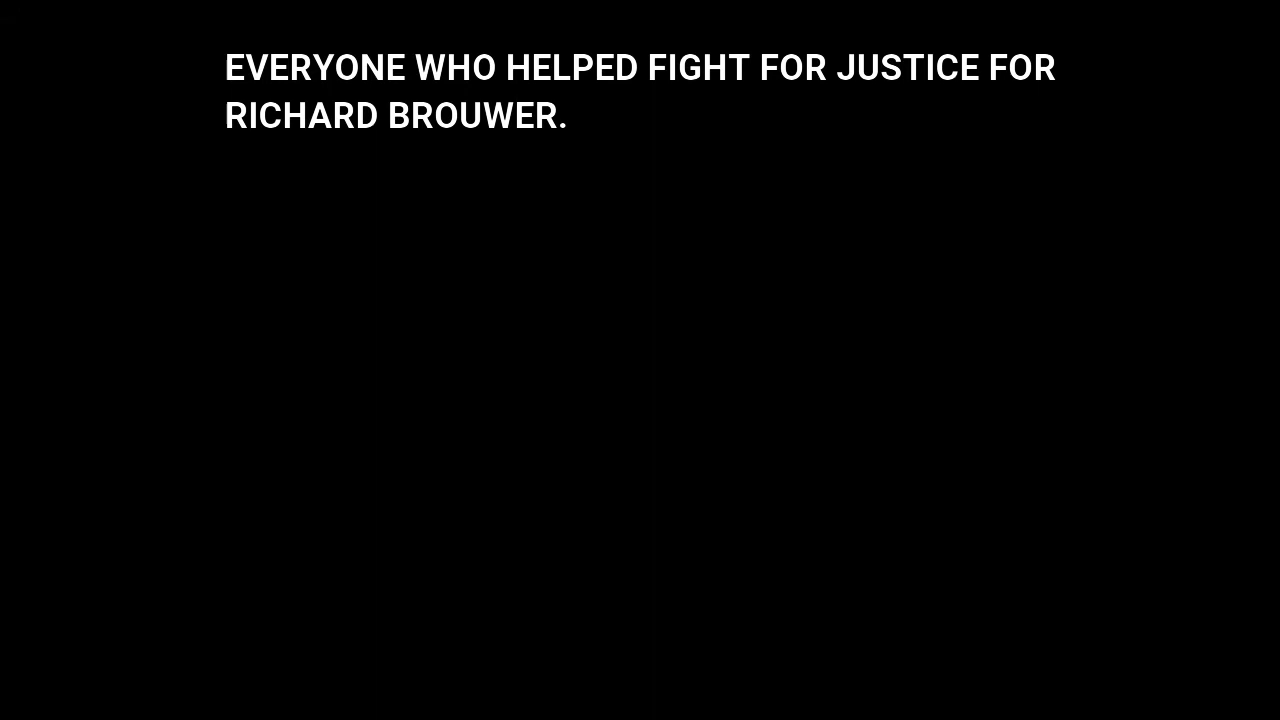 EVERYONE WHO HELPED FIGHT FOR JUSTICE FOR
RICHARD BROUWER.